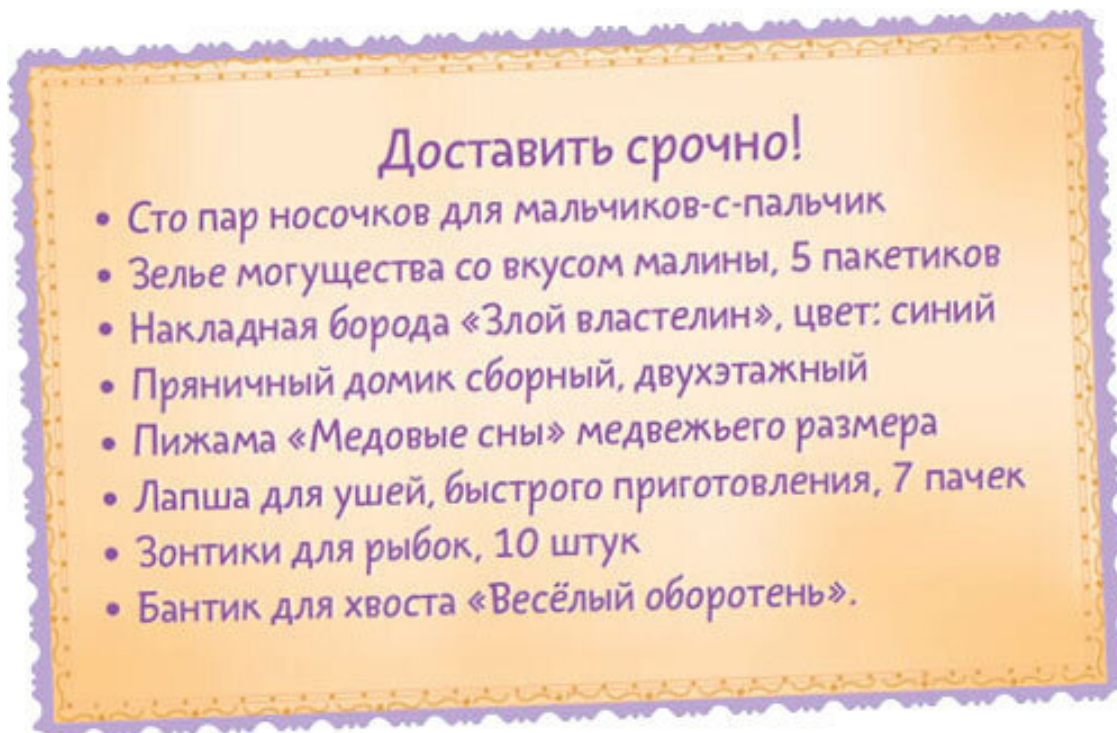 Доставить срочно!
• Сто пар носочков для мальчиков-с-пальчик
• Зелье могущества со вкусом малины, 5 пакетиков
• Накладная борода «Злой властелин», цвет: синий
• Пряничный домик сборный, двухэтажный
• Пижама «Медовые сны» медвежьего размера
• Лапша для ушей, быстрого приготовления, 7 пачек
• Зонтики для рыбок, 10 штук
• Бантик для хвоста «Весёлый оборотень».